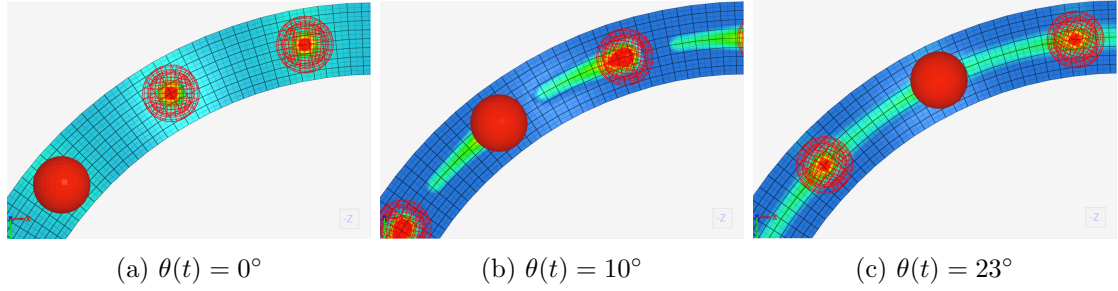 -Z
-Z
-Z
X
(a) θ(t) = 0°
(b) θ(t) = 10°
(c) θ(t) = 23°